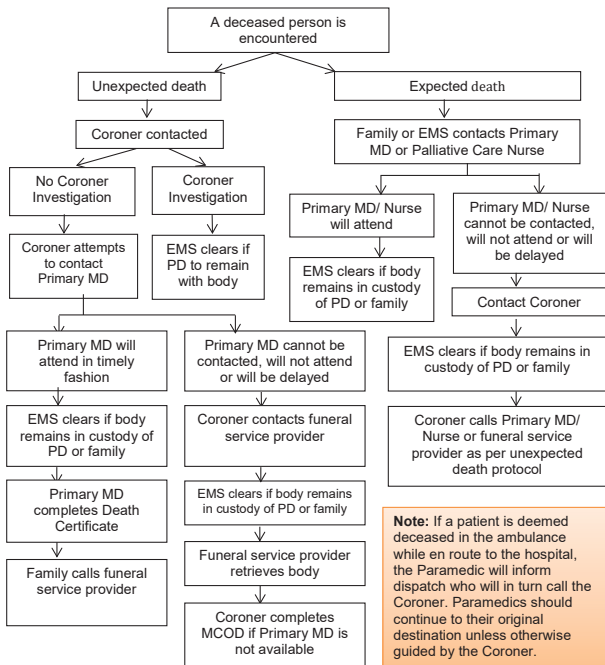 A deceased person is
encountered
Unexpected death
Expected death
Coroner contacted
Family or EMS contacts Primary
MD or Palliative Care Nurse
No Coroner
Investigation
Coroner
Investigation
Primary MD/ Nurse
will attend
Primary MD/ Nurse
cannot be contacted,
will not attend or will
be delayed
Coroner attempts
to contact
Primary MD
EMS clears if
PD to remain
with body
EMS clears if body
remains in custody
of PD or family
Contact Coroner
Primary MD will
attend in timely
fashion
Primary MD cannot be
contacted, will not attend
or will be delayed
EMS clears if body remains in
custody of PD or family
EMS clears if body
remains in custody of
PD or family
Coroner contacts funeral
service provider
Coroner calls Primary MD/
Nurse or funeral service
provider as per unexpected
death protocol
Primary MD
completes Death
Certificate
EMS clears if body remains
in custody of PD or family
Family calls funeral
service provider
Funeral service provider
retrieves body
Coroner completes
MCOD if Primary MD is
not available
Note: If a patient is deemed
deceased in the ambulance
while en route to the hospital,
the Paramedic will inform
dispatch who will in turn call the
Coroner. Paramedics should
continue to their original
destination unless otherwise
guided by the Coroner.